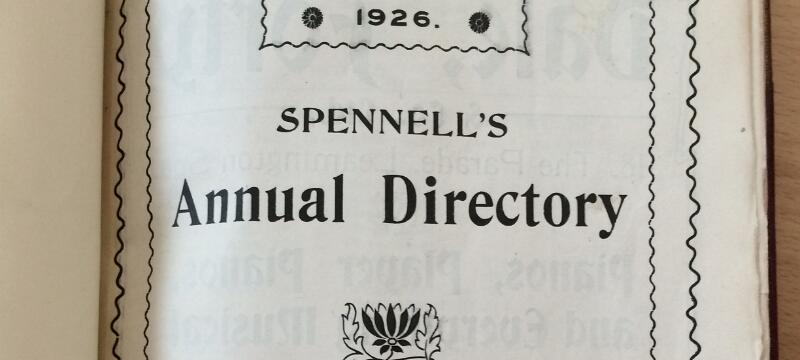 1926.
SPENNELL'S
Annual Directory